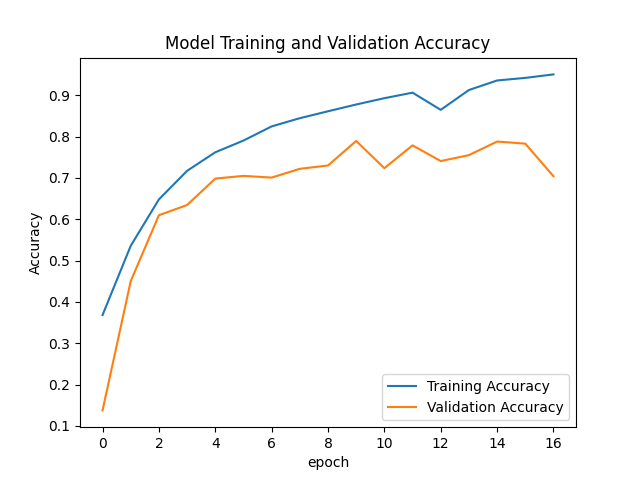 Model Training and Validation Accuracy
Accuracy
0.9
0.8
0.7
0.6
0.5
0.4
0.3
0.2
0.1
Training Accuracy
Validation Accuracy
0 2 4 6 8 10 12 14 16
epoch